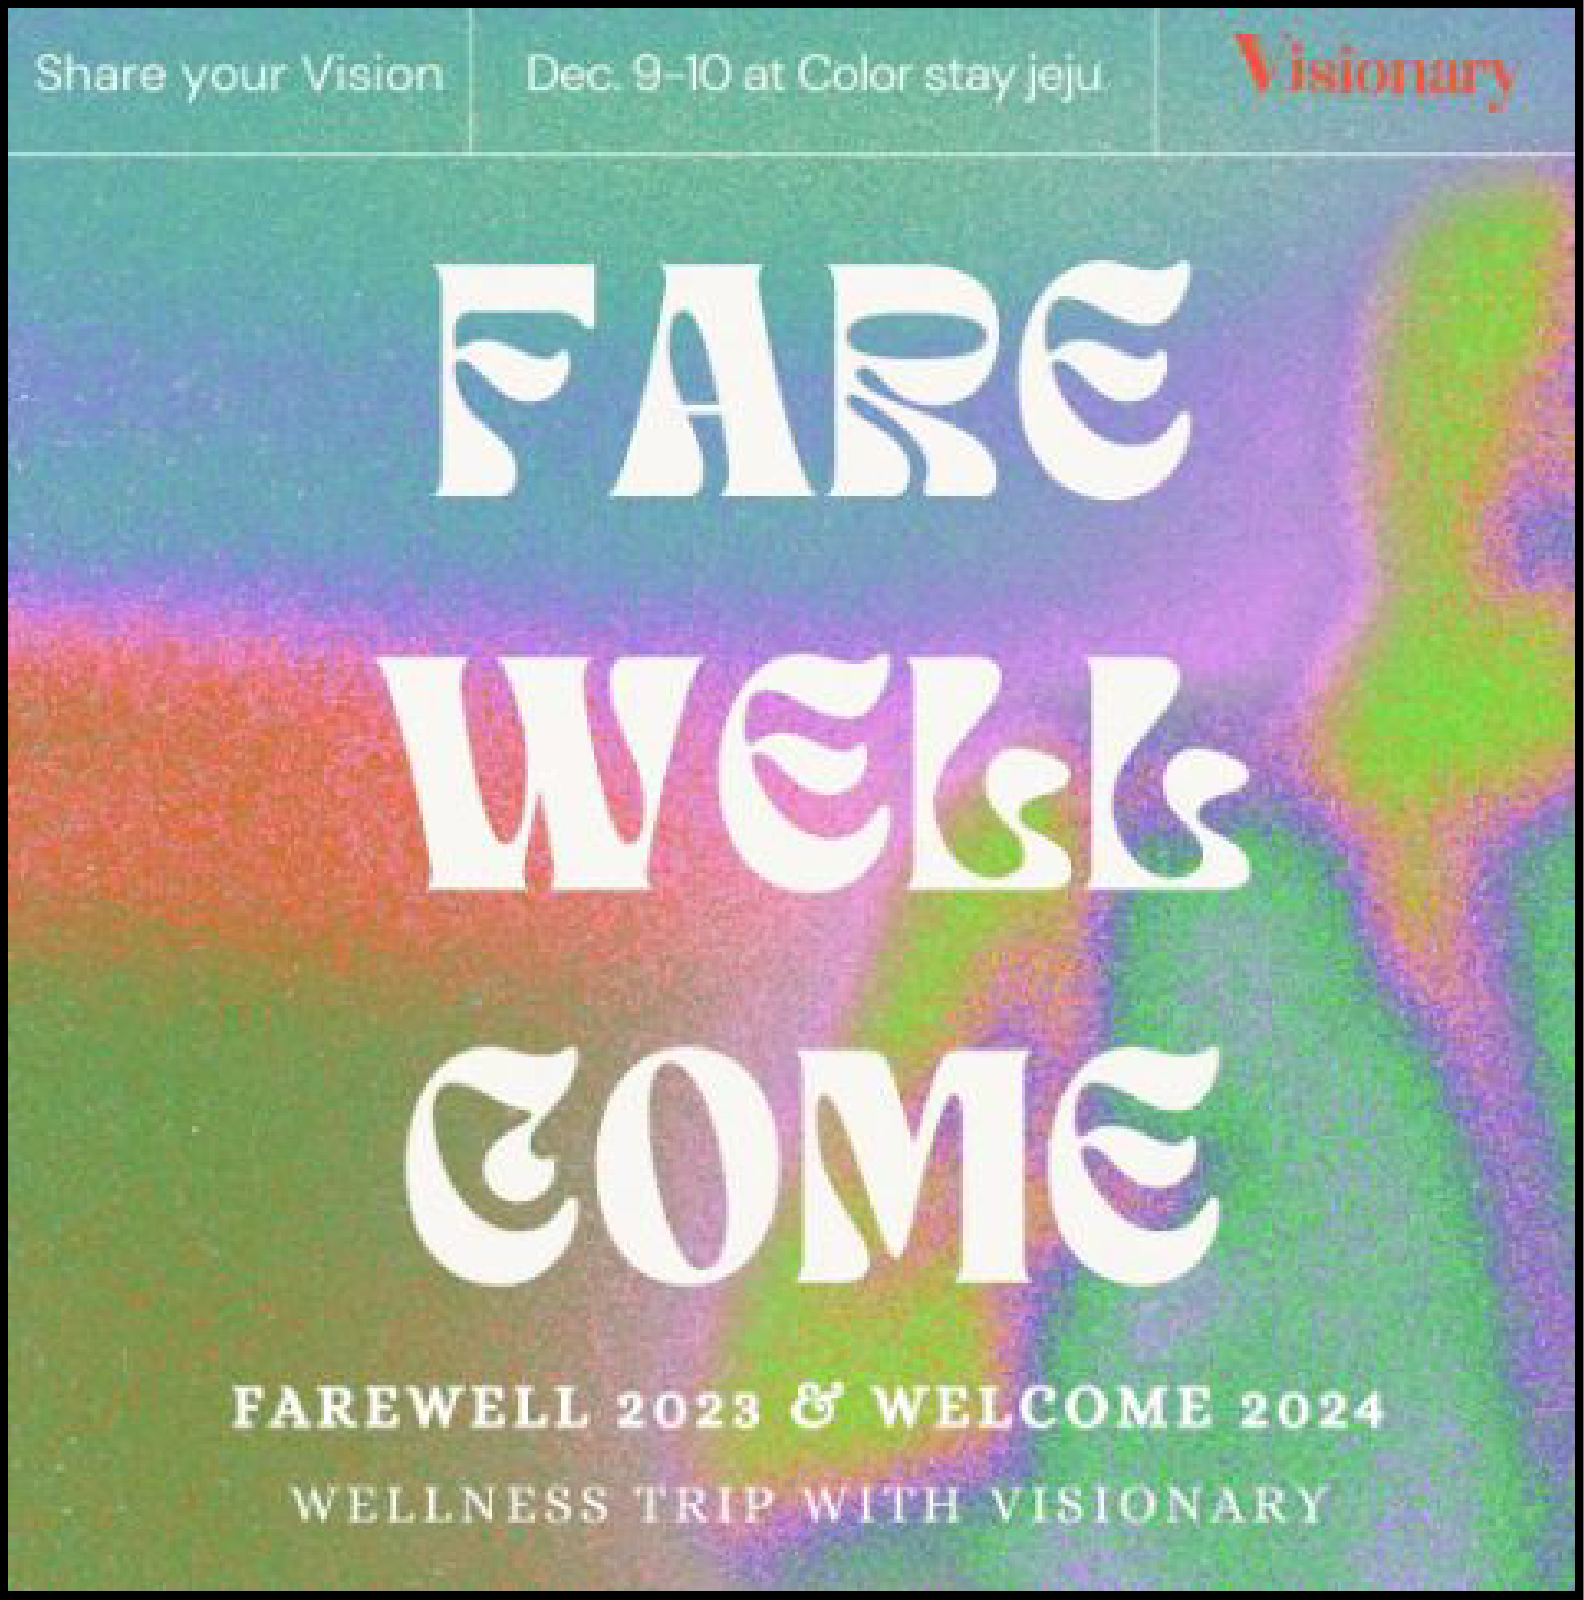 Share your Vision
Dec. 9-10 at Color stay jeju
Visionary
FARE
WELL
COME
FAREWELL 2023 & WELCOME 2024
WELLNESS TRIP WITH VISIONARY